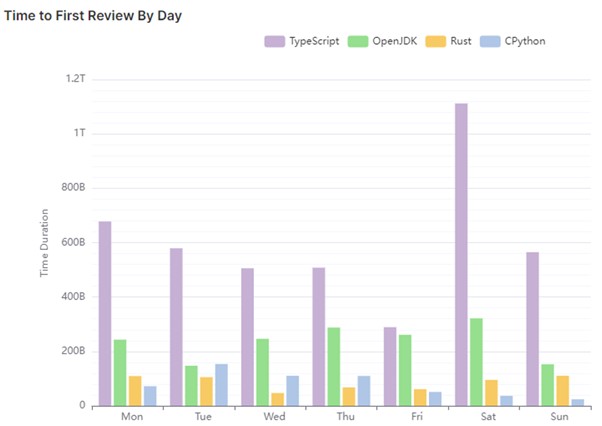 Time to First Review By Day
TypeScript OpenJDK Rust CPython
1.2T
1T
800B
600B
400B
200B
0
Time Duration
Mon Tue Wed Thu Fri Sat Sun